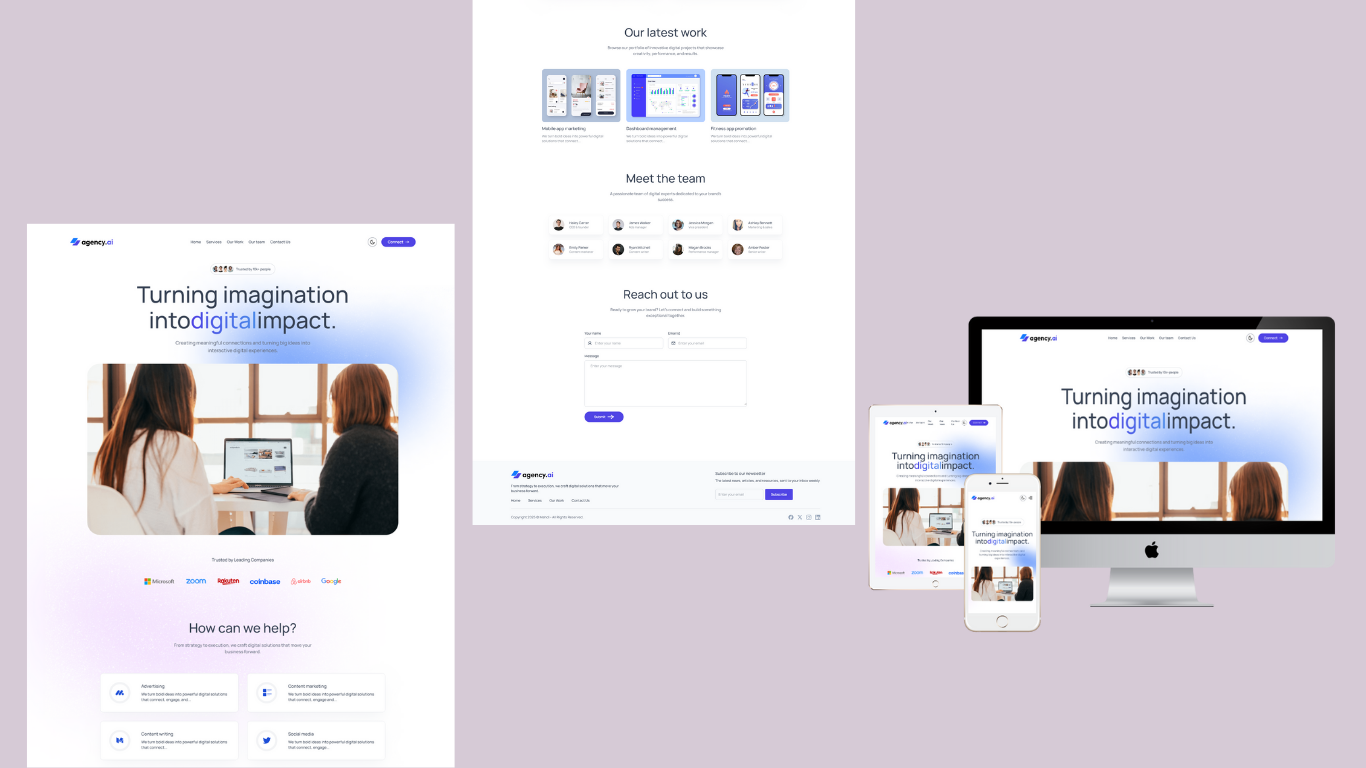 agency.ai
Home Services Our Work Our team Contact Us
Connect →
Trusted by 10k+ people
Turning imagination
intodigitalimpact.
Creating meaningful connections and turning big ideas into
interactive digital experiences.
Trusted by Leading Companies
Microsoft zoom Rakuten coinbase airbnb Google
How can we help?
From strategy to execution, we craft digital solutions that move your
business forward.
Advertising
We turn bold ideas into powerful digital solutions
that connect, engage, and...
Content marketing
We turn bold ideas into powerful digital solutions
that connect, engage and...
Content writing
We turn bold ideas into powerful digital solutions
that connect...
Social media
We turn bold ideas into powerful digital solutions
that connect, engage...
Our latest work
Browse our portfolio of innovative digital projects that showcase
creativity, performance, and results.
Mobile app marketing
We turn bold ideas into powerful digital
solutions that connect...
Dashboard management
We turn bold ideas into powerful digital
solutions that connect...
Fitness app promotion
We turn bold ideas into powerful digital
solutions that connect...
Meet the team
A passionate team of digital experts dedicated to your brand's
success.
James Walker
Jessica Morgan
Ashley Bennett
Emily Parker
Ryan Mitchell
Megan Brooks
Amber Foster
Reach out to us
Ready to grow your brand? Let's connect and build something
exceptional together.
Your name
Enter your name
Email id
Enter your email
Message
Enter your message
Submit →
agency.ai
From strategy to execution, we craft digital solutions that move your
business forward.
Home Services Our Work Contact Us
Subscribe to our newsletter
The latest news, articles, and resources, sent to your inbox weekly.
Enter your email
Subscribe
agency.ai
Home Services Our Work Our team Contact Us
Connect →
Trusted by 10k+ people
Turning imagination
intodigitalimpact.
Creating meaningful connections and turning big ideas into
interactive digital experiences.
agency.ai
Turning imagination
intodigitalimpact.
Trusted by Leading Companies
Microsoft zoom Rakuten coinbase
agency.ai
Turning imagination
intodigitalimpact.